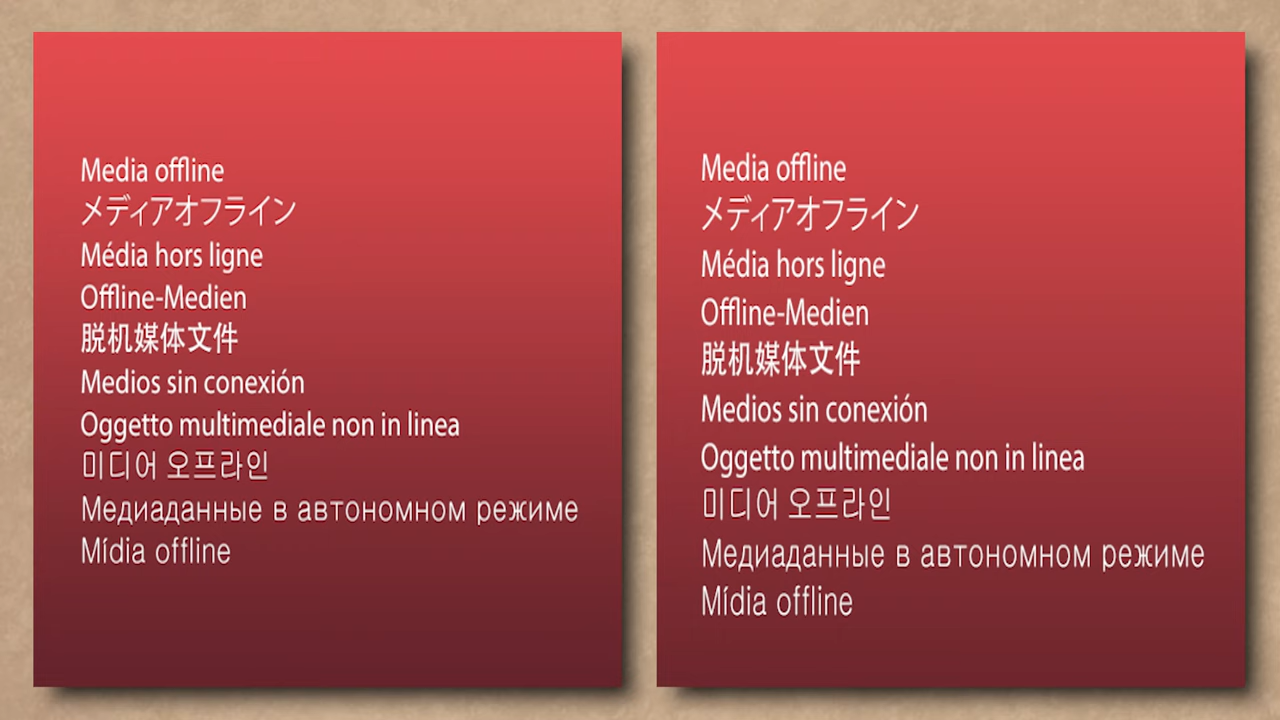 Media offline
メディアオフライン
Média hors ligne
Offline-Medien
脱机媒体文件
Medios sin conexión
Oggetto multimediale non in linea
미디어 오프라인
Медиаданные в автономном режиме
Mídia offline
Media offline
メディアオフライン
Média hors ligne
Offline-Medien
脱机媒体文件
Medios sin conexión
Oggetto multimediale non in linea
미디어 오프라인
Медиаданные в автономном режиме
Mídia offline